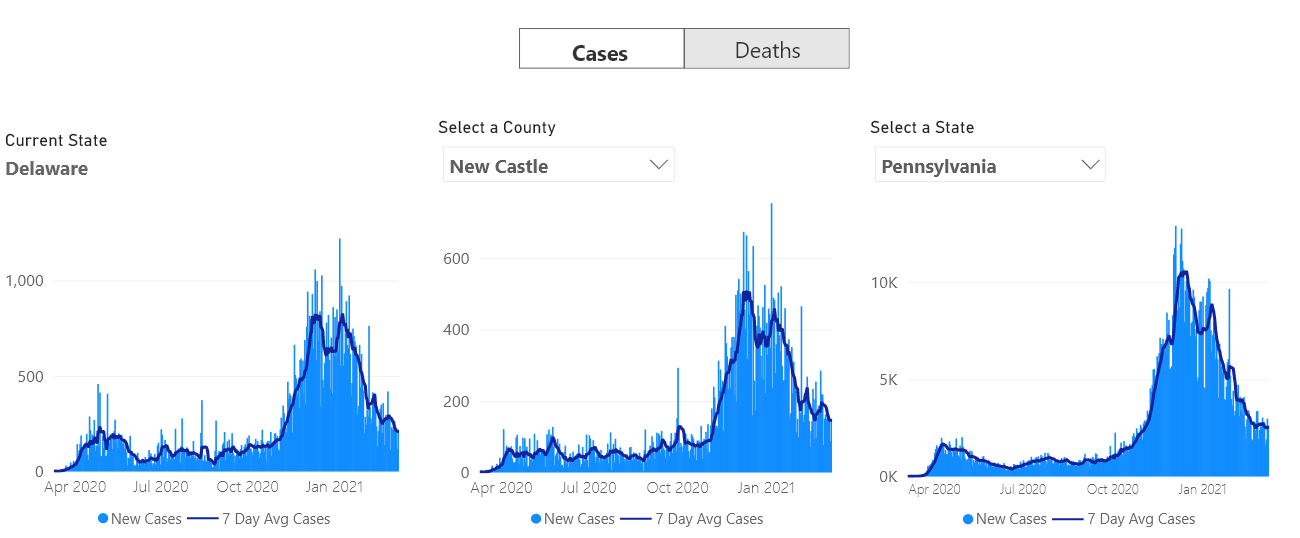 Cases
Deaths
Current State
Delaware
1,000
500
0
Apr 2020
Jul 2020
Oct 2020
Jan 2021
New Cases
7 Day Avg Cases
Select a County
New Castle
600
400
200
0
Apr 2020
Jul 2020
Oct 2020
Jan 2021
New Cases
7 Day Avg Cases
Select a State
Pennsylvania
10K
5K
0K
Apr 2020
Jul 2020
Oct 2020
Jan 2021
New Cases
7 Day Avg Cases